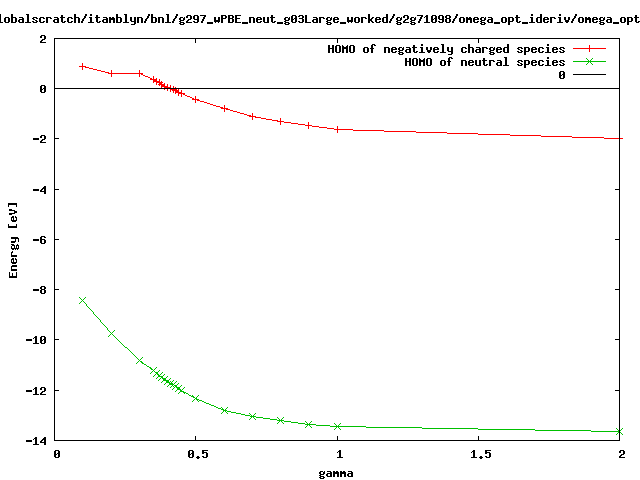 lobalscratch/itamblyn/bnl/g297_wPBE_neut_g03Large_worked/g2g71098/omega_opt_ideriv/omega_opt
HOMO of negatively charged species
HOMO of neutral species
0
2
0
-2
-4
-6
-8
-10
-12
-14
Energy [eV]
0 0.5 1 1.5 2
gamma